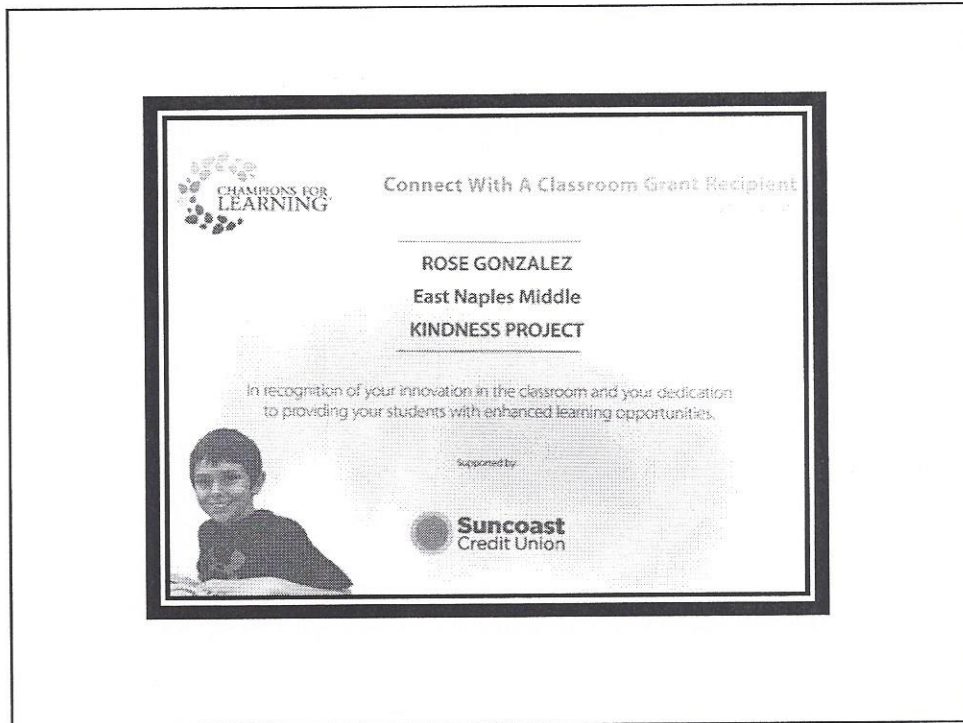 CHAMPIONS FOR
LEARNING
Connect With A Classroom Grant Recipient
ROSE GONZALEZ
East Naples Middle
KINDNESS PROJECT
In recognition of your innovation in the classroom and your dedication
to providing your students with enhanced learning opportunities.
Supported by
Suncoast
Credit Union